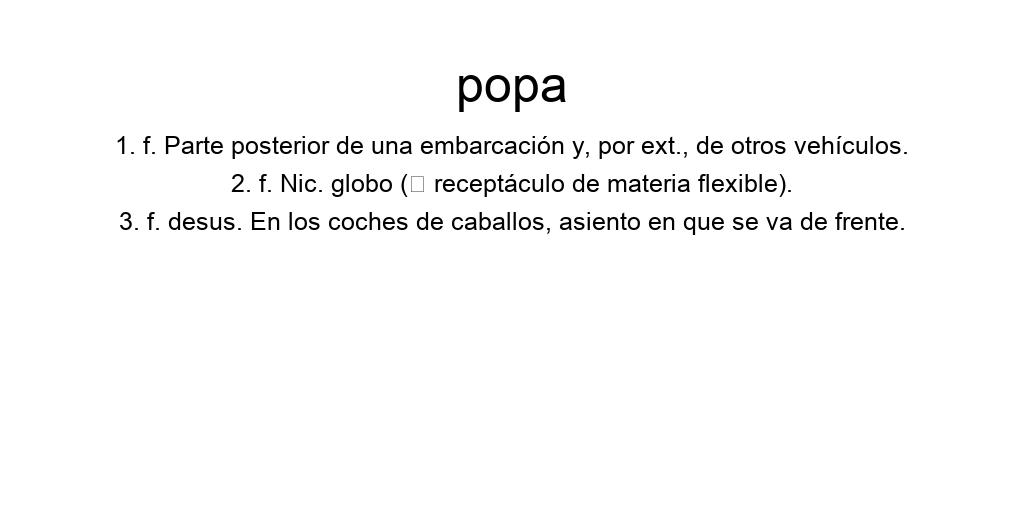 popa
1. f. Parte posterior de una embarcación y, por ext., de otros vehículos.
2. f. Nic. globo (□ receptáculo de materia flexible).
3. f. desus. En los coches de caballos, asiento en que se va de frente.